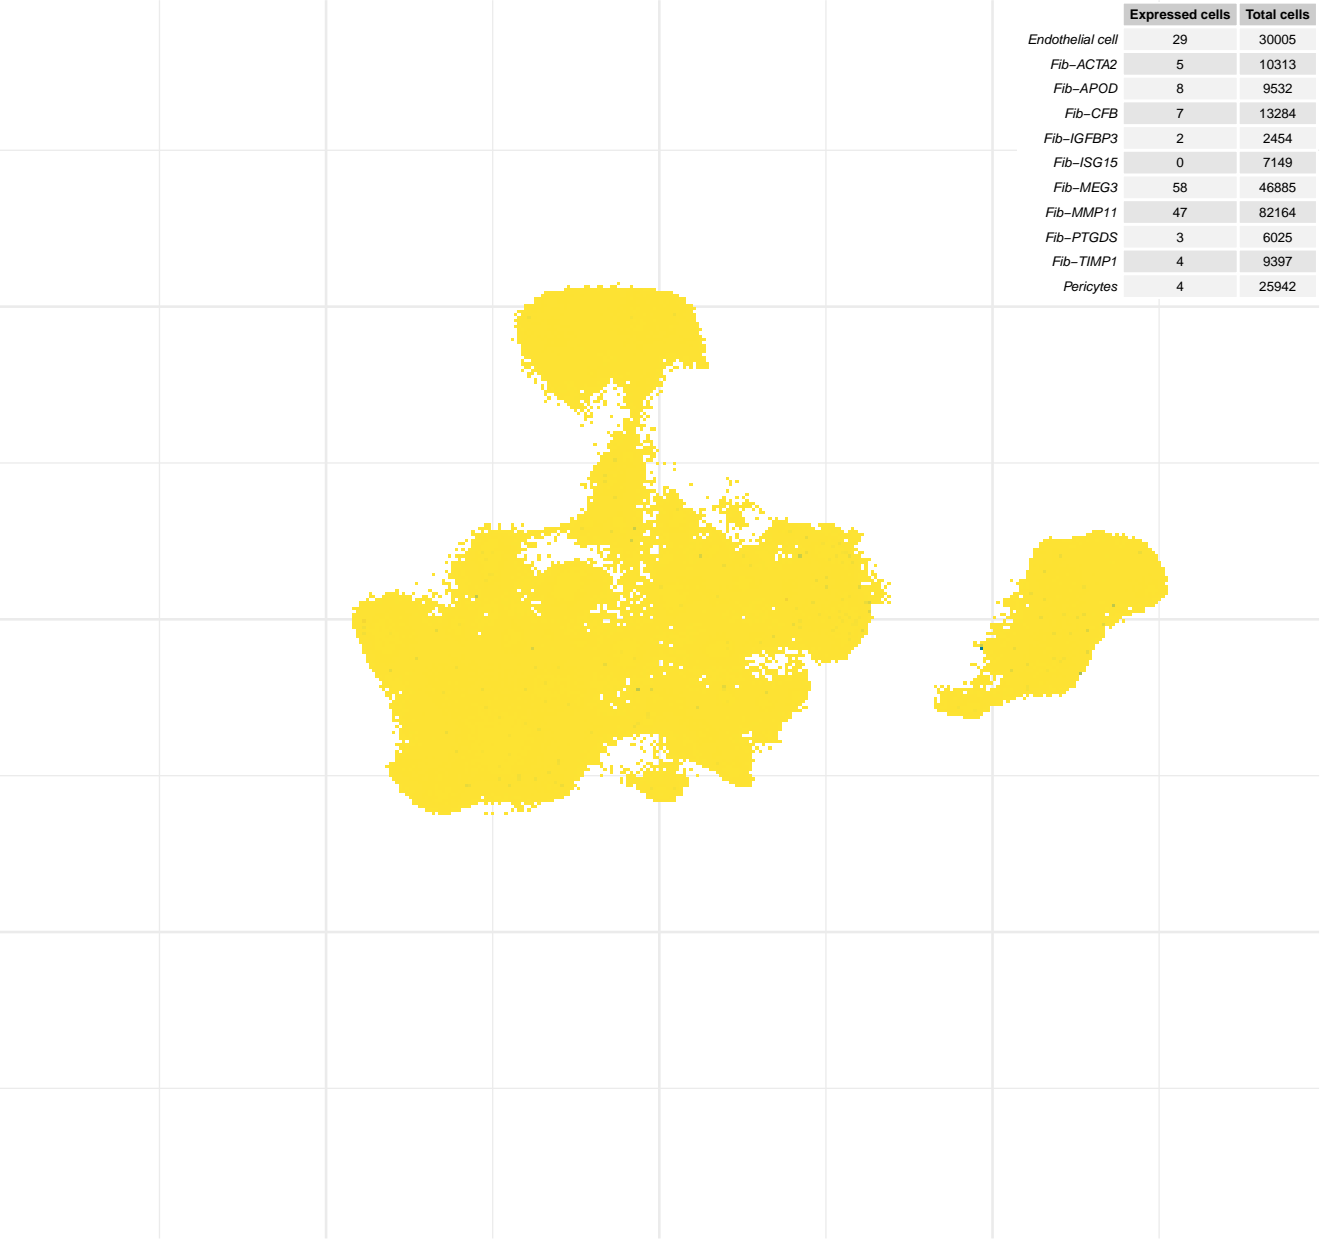 Expressed cells Total cells
Endothelial cell 29 30005
Fib−ACTA2 5 10313
Fib−APOD 8 9532
Fib−CFB 7 13284
Fib−IGFBP3 2 2454
Fib−ISG15 0 7149
Fib−MEG3 58 46885
Fib−MMP11 47 82164
Fib−PTGDS 3 6025
Fib−TIMP1 4 9397
Pericytes 4 25942